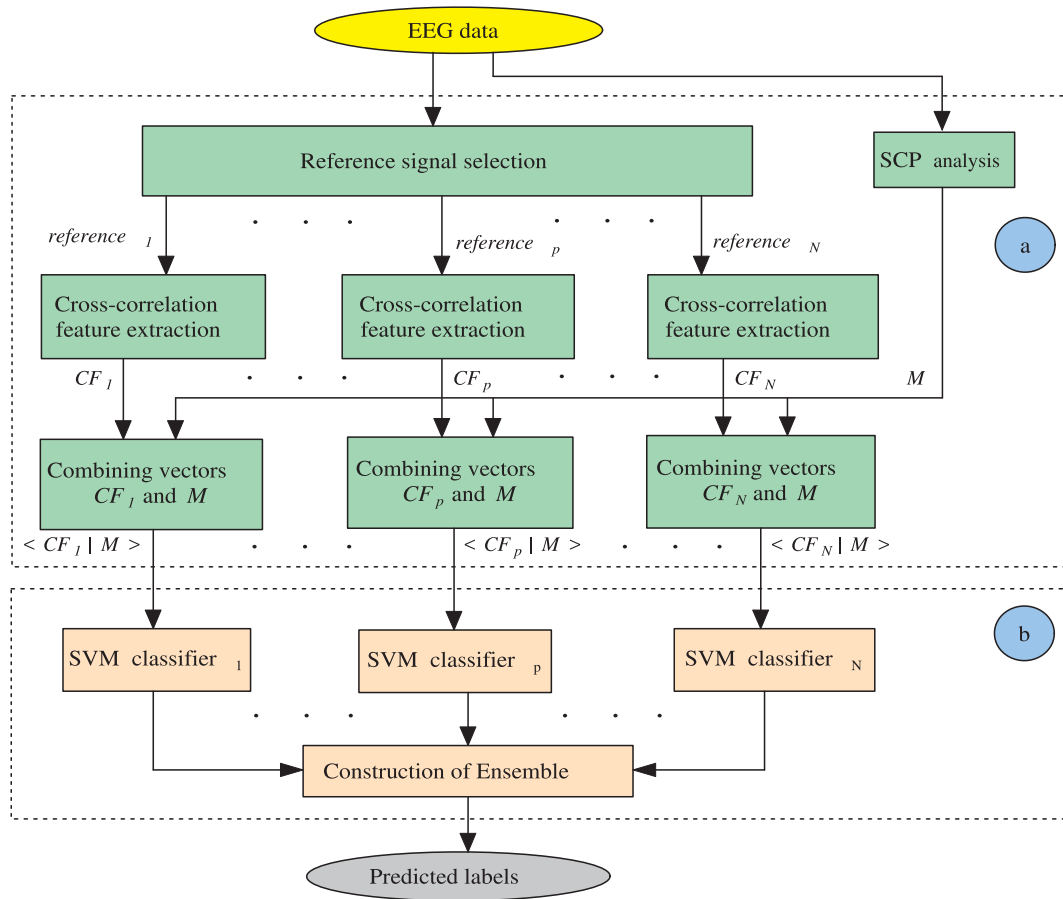 EEG data
Reference signal selection
SCP analysis
reference 1
reference p
reference N
a
Cross-correlation
feature extraction
Cross-correlation
feature extraction
Cross-correlation
feature extraction
CF 1
CF p
CF N
M
Combining vectors
CF 1 and M
Combining vectors
CF p and M
Combining vectors
CF N and M
< CF 1 | M >
< CF p | M >
< CF N | M >
b
SVM classifier 1
SVM classifier p
SVM classifier N
Construction of Ensemble
Predicted labels